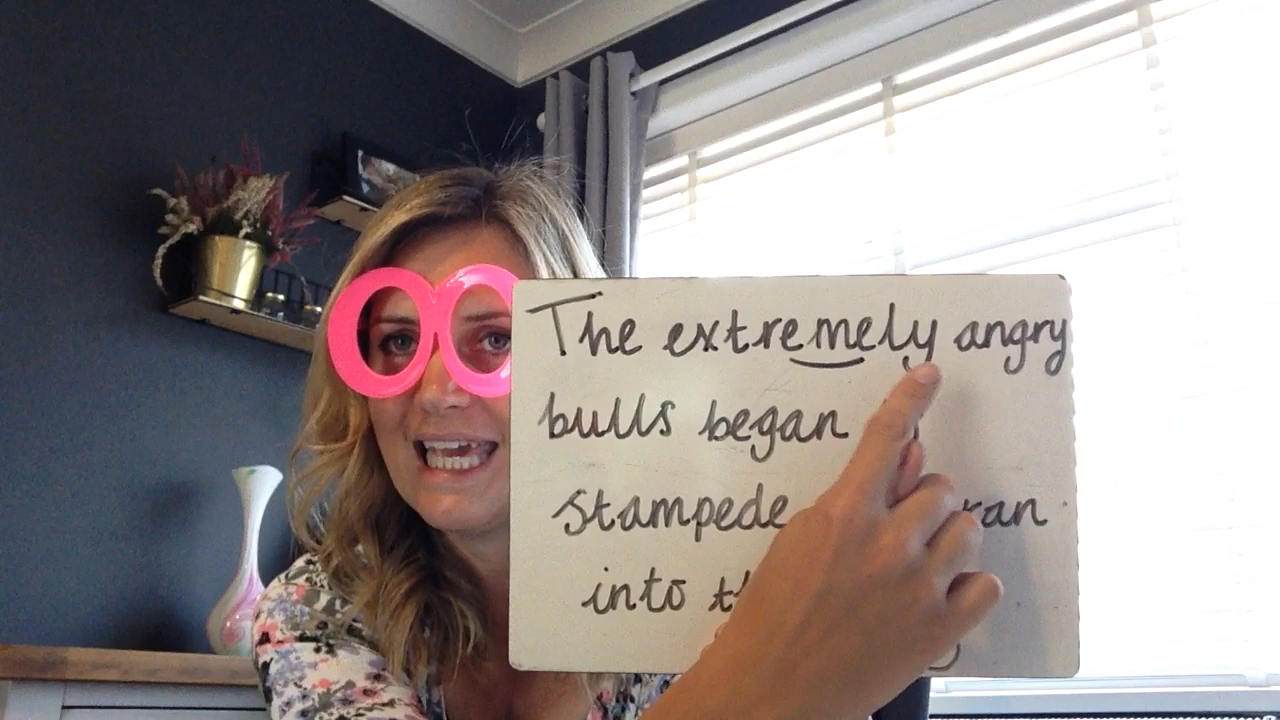 The extremely angry
bulls began
stampede ran
into